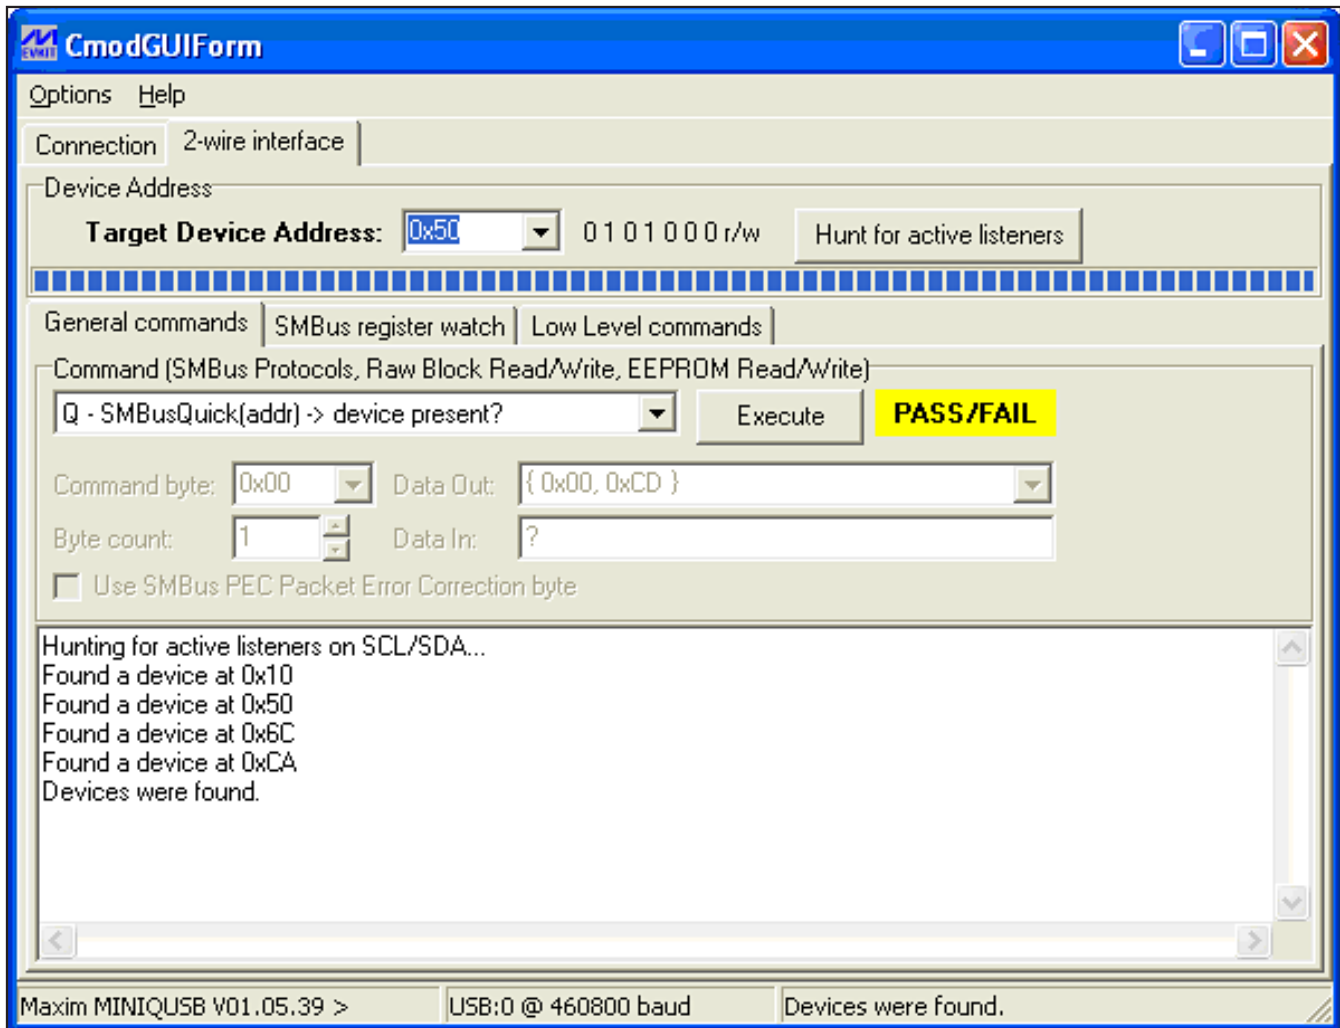 CmodGUIForm
Options Help
Connection 2-wire interface
Device Address
Target Device Address: 0x50 0 1 0 1 0 0 0 r/w Hunt for active listeners
General commands SMBus register watch Low Level commands
Command (SMBus Protocols, Raw Block Read/Write, EEPROM Read/Write)
Q - SMBusQuick(addr) -> device present? Execute PASS/FAIL
Command byte: 0x00 Data Out: { 0x00, 0xCD }
Byte count: 1 Data In: ?
Use SMBus PEC Packet Error Correction byte
Hunting for active listeners on SCL/SDA...
Found a device at 0x10
Found a device at 0x50
Found a device at 0x6C
Found a device at 0xCA
Devices were found.
Maxim MINIQUSB V01.05.39 > USB:0 @ 460800 baud Devices were found.